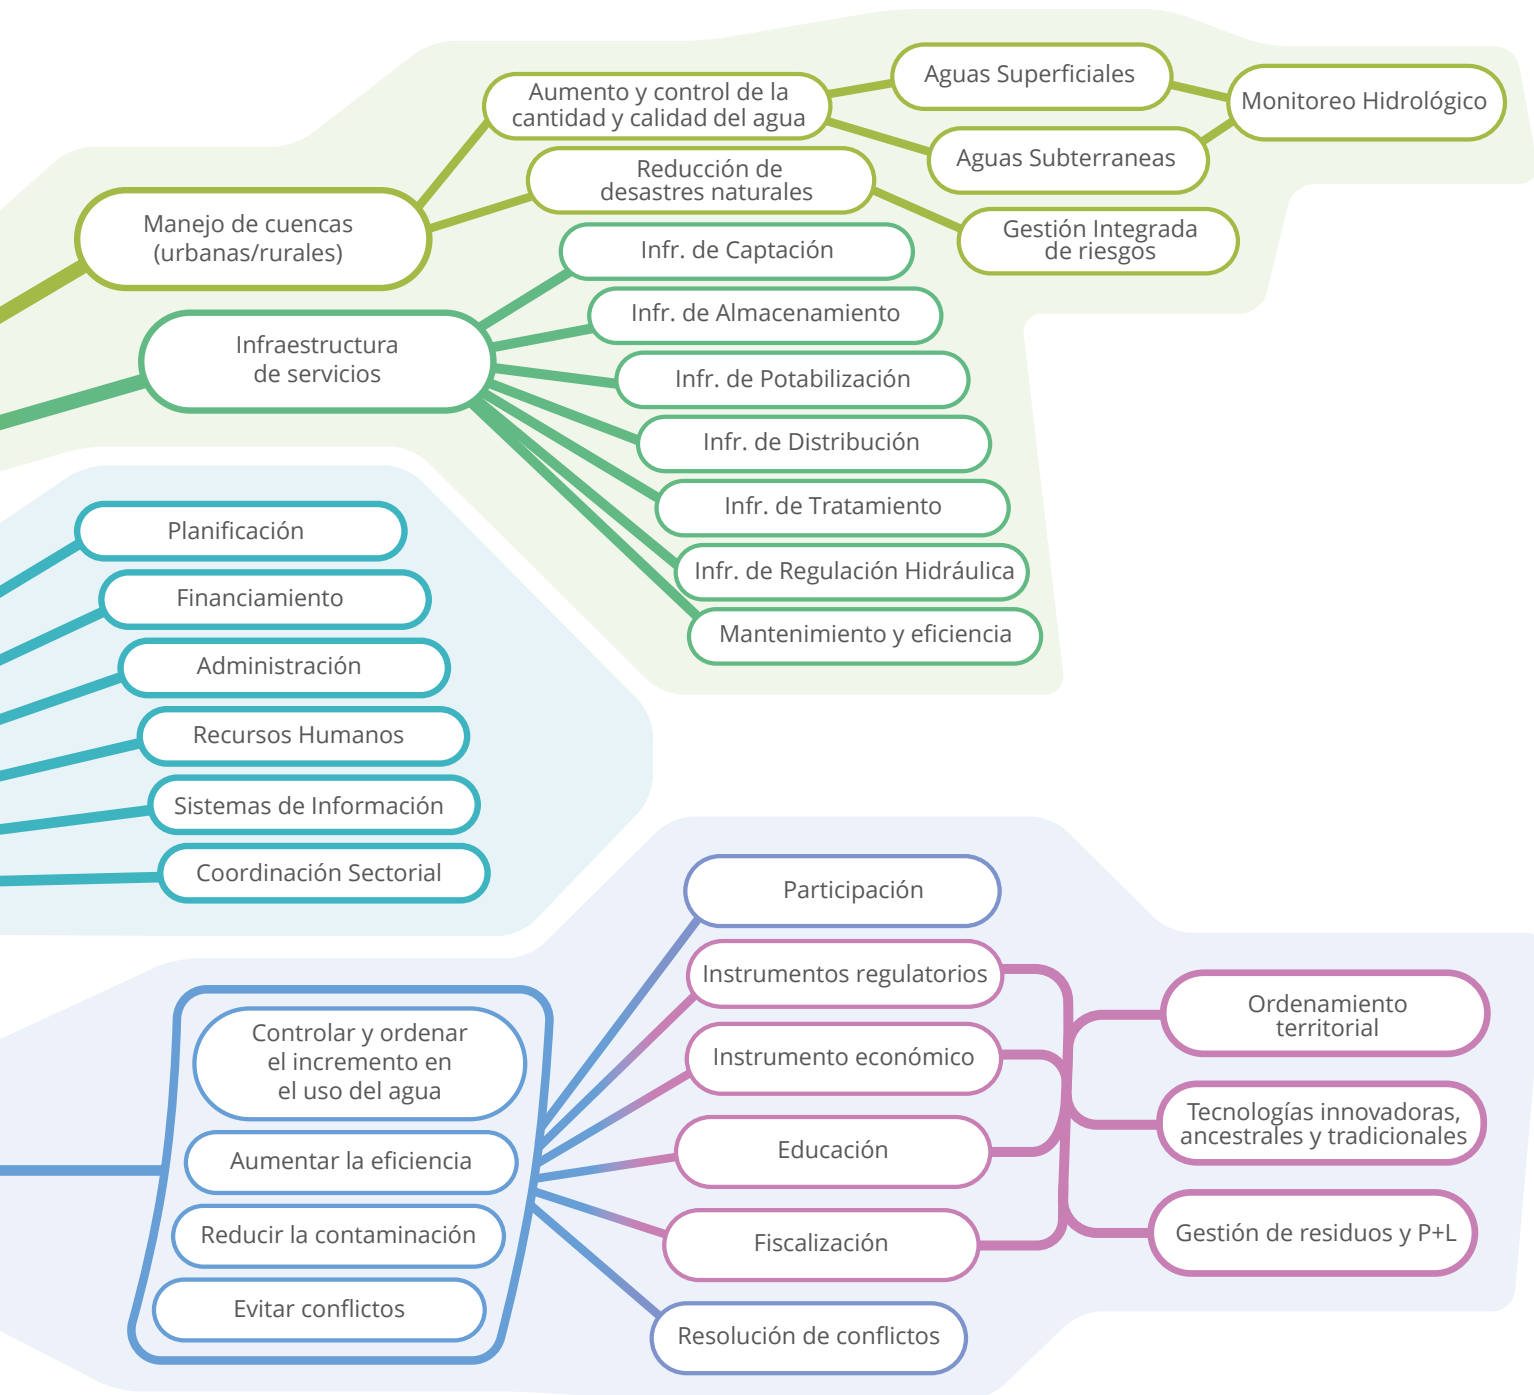 Aguas Superficiales
Monitoreo Hidrológico
Aumento y control de la
cantidad y calidad del agua
Aguas Subterraneas
Reducción de
desastres naturales
Manejo de cuencas
(urbanas/rurales)
Gestión Integrada
de riesgos
Infr. de Captación
Infr. de Almacenamiento
Infraestructura
de servicios
Infr. de Potabilización
Infr. de Distribución
Infr. de Tratamiento
Infr. de Regulación Hidráulica
Mantenimiento y eficiencia
Planificación
Financiamiento
Administración
Recursos Humanos
Sistemas de Información
Coordinación Sectorial
Controlar y ordenar
el incremento en
el uso del agua
Aumentar la eficiencia
Reducir la contaminación
Evitar conflictos
Participación
Instrumentos regulatorios
Instrumento económico
Educación
Fiscalización
Resolución de conflictos
Ordenamiento
territorial
Tecnologías innovadoras,
ancestrales y tradicionales
Gestión de residuos y P+L